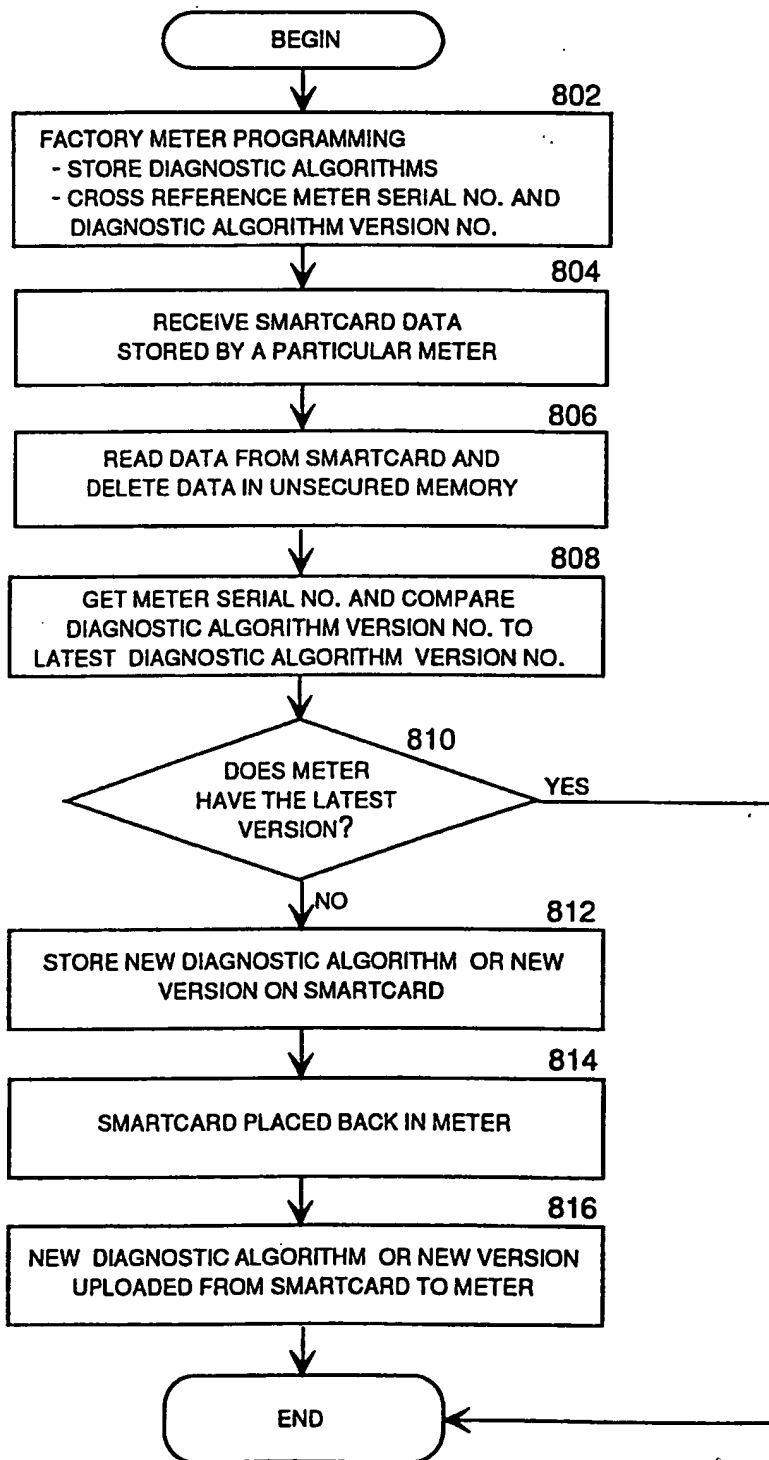 BEGIN
802
FACTORY METER PROGRAMMING
- STORE DIAGNOSTIC ALGORITHMS
- CROSS REFERENCE METER SERIAL NO. AND
DIAGNOSTIC ALGORITHM VERSION NO.
804
RECEIVE SMARTCARD DATA
STORED BY A PARTICULAR METER
806
READ DATA FROM SMARTCARD AND
DELETE DATA IN UNSECURED MEMORY
808
GET METER SERIAL NO. AND COMPARE
DIAGNOSTIC ALGORITHM VERSION NO. TO
LATEST DIAGNOSTIC ALGORITHM VERSION NO.
810
DOES METER
HAVE THE LATEST
VERSION?
YES
NO
812
STORE NEW DIAGNOSTIC ALGORITHM OR NEW
VERSION ON SMARTCARD
814
SMARTCARD PLACED BACK IN METER
816
NEW DIAGNOSTIC ALGORITHM OR NEW VERSION
UPLOADED FROM SMARTCARD TO METER
END